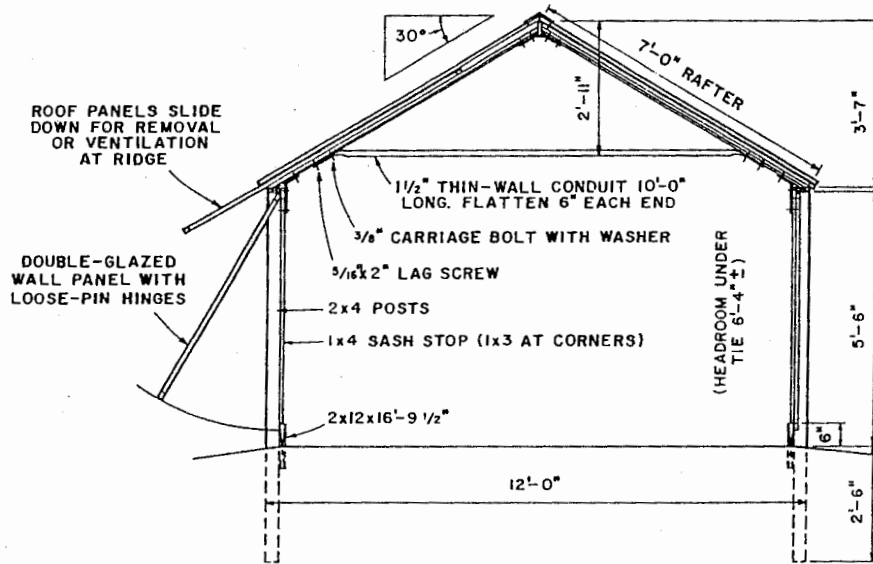 30°
7'-0" RAFTER
2'-11"
3'-7"
ROOF PANELS SLIDE
DOWN FOR REMOVAL
OR VENTILATION
AT RIDGE
1 1/2" THIN-WALL CONDUIT 10'-0"
LONG. FLATTEN 6" EACH END
3/8" CARRIAGE BOLT WITH WASHER
DOUBLE-GLAZED
WALL PANEL WITH
LOOSE-PIN HINGES
5/16"x 2" LAG SCREW
2x4 POSTS
1x4 SASH STOP (1x3 AT CORNERS)
(HEADROOM UNDER
TIE 6'-4"±)
5'-6"
2x12x16'-9 1/2"
6"
12'-0"
2'-6"